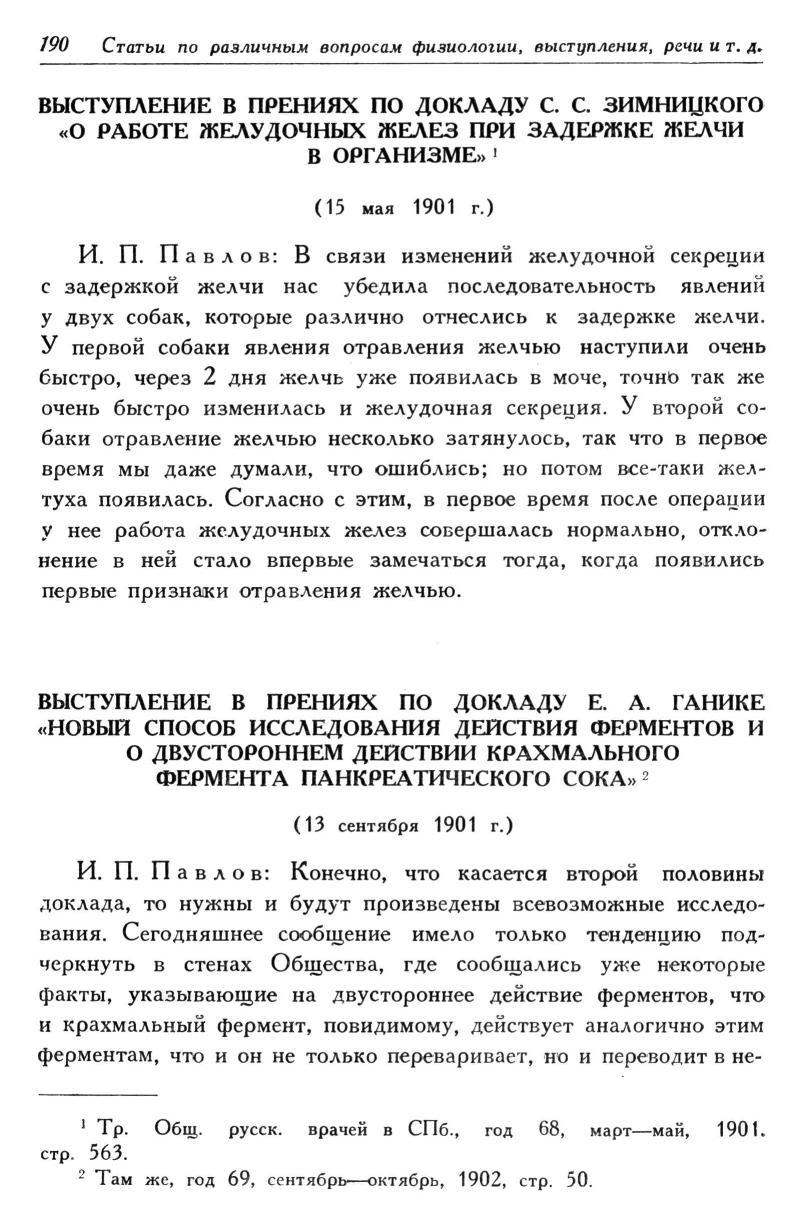 190 Статьи по различным вопросам физиологии, выступления, речи и т. д.
ВЫСТУПЛЕНИЕ В ПРЕНИЯХ ПО ДОКЛАДУ С. С. ЗИМНИЦКОГО
«О РАБОТЕ ЖЕЛУДОЧНЫХ ЖЕЛЕЗ ПРИ ЗАДЕРЖКЕ ЖЕЛЧИ
В ОРГАНИЗМЕ» ¹
(15 мая 1901 г.)
И. П. Павлов: В связи изменений желудочной секреции
с задержкой желчи нас убедила последовательность явлений
у двух собак, которые различно отнеслись к задержке желчи.
У первой собаки явления отравления желчью наступили очень
быстро, через 2 дня желчь уже появилась в моче, точно так же
очень быстро изменилась и желудочная секреция. У второй со-
баки отравление желчью несколько затянулось, так что в первое
время мы даже думали, что ошиблись; но потом все-таки жел-
туха появилась. Согласно с этим, в первое время после операции
у нее работа желудочных желез совершалась нормально, откло-
нение в ней стало впервые замечаться тогда, когда появились
первые признаки отравления желчью.
ВЫСТУПЛЕНИЕ В ПРЕНИЯХ ПО ДОКЛАДУ Е. А. ГАНИКЕ
«НОВЫЙ СПОСОБ ИССЛЕДОВАНИЯ ДЕЙСТВИЯ ФЕРМЕНТОВ И
О ДВУСТОРОННЕМ ДЕЙСТВИИ КРАХМАЛЬНОГО
ФЕРМЕНТА ПАНКРЕАТИЧЕСКОГО СОКА» ²
(13 сентября 1901 г.)
И. П. Павлов: Конечно, что касается второй половины
доклада, то нужны и будут произведены всевозможные исследо-
вания. Сегодняшнее сообщение имело только тенденцию под-
черкнуть в стенах Общества, где сообщались уже некоторые
факты, указывающие на двустороннее действие ферментов, что
и крахмальный фермент, повидимому, действует аналогично этим
ферментам, что и он не только переваривает, но и переводит в не-
¹ Тр. Общ. русск. врачей в СПб., год 68, март—май, 1901.
стр. 563.
² Там же, год 69, сентябрь—октябрь, 1902, стр. 50.